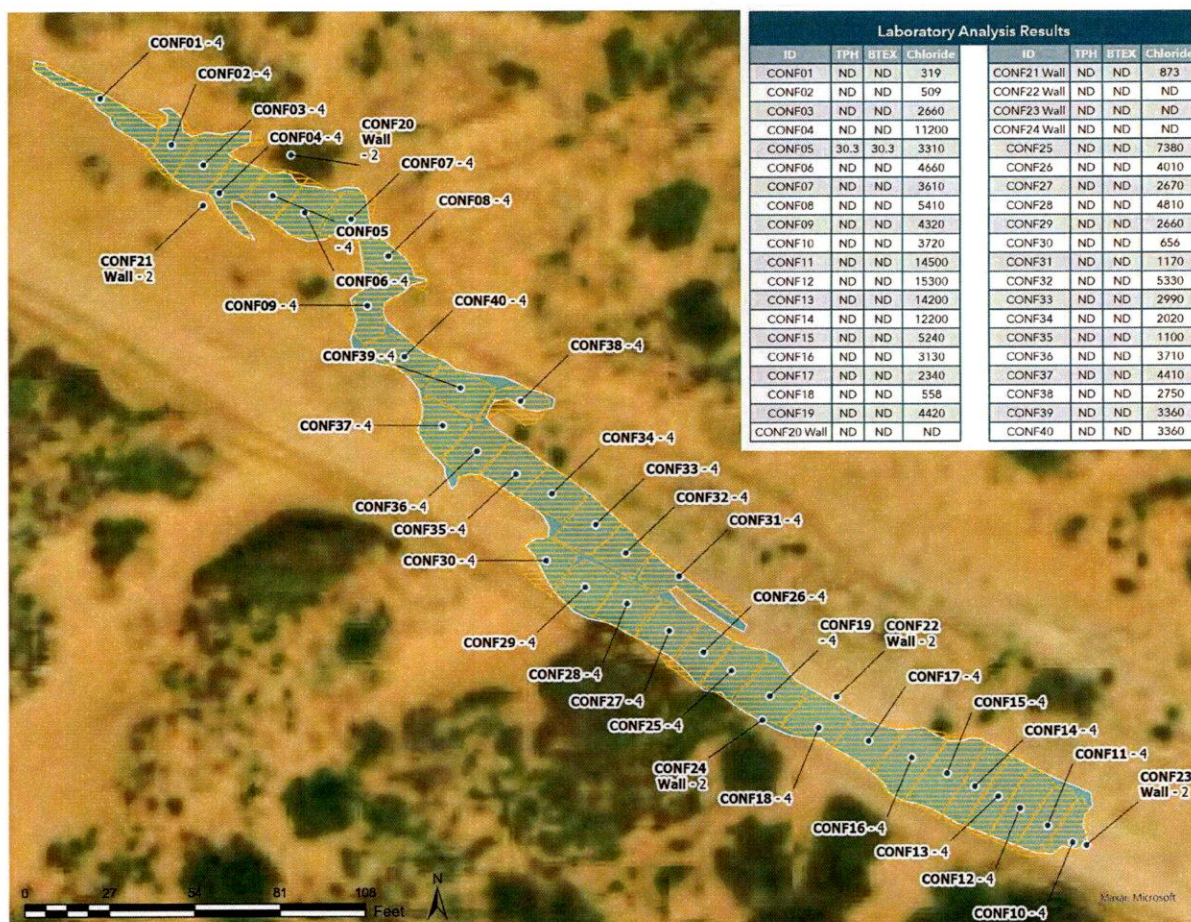 CONF01 - 4
CONF02 - 4
CONF03 - 4
CONF04 - 4
CONF20
Wall
- 2
CONF07 - 4
CONF08 - 4
CONF05
- 4
CONF21
Wall - 2
CONF06 - 4
CONF09 - 4
CONF40 - 4
CONF39 - 4
CONF38 - 4
CONF37 - 4
CONF34 - 4
CONF33 - 4
CONF32 - 4
CONF36 - 4
CONF31 - 4
CONF35 - 4
CONF30 - 4
CONF26 - 4
CONF19
- 4
CONF22
Wall - 2
CONF29 - 4
CONF17 - 4
CONF28 - 4
CONF15 - 4
CONF27 - 4
CONF14 - 4
CONF25 - 4
CONF11 - 4
CONF24
Wall - 2
CONF23
Wall - 2
CONF18 - 4
CONF16 - 4
CONF13 - 4
CONF12 - 4
CONF10 - 4
0 27 54 81 108
Feet
N
Maxar, Microsoft
Laboratory Analysis Results
ID TPH BTEX Chloride
CONF01 ND ND 319
CONF02 ND ND 509
CONF03 ND ND 2660
CONF04 ND ND 11200
CONF05 30.3 30.3 3310
CONF06 ND ND 4660
CONF07 ND ND 3610
CONF08 ND ND 5410
CONF09 ND ND 4320
CONF10 ND ND 3720
CONF11 ND ND 14500
CONF12 ND ND 15300
CONF13 ND ND 14200
CONF14 ND ND 12200
CONF15 ND ND 5240
CONF16 ND ND 3130
CONF17 ND ND 2340
CONF18 ND ND 558
CONF19 ND ND 4420
CONF20 Wall ND ND ND
ID TPH BTEX Chloride
CONF21 Wall ND ND 873
CONF22 Wall ND ND ND
CONF23 Wall ND ND ND
CONF24 Wall ND ND ND
CONF25 ND ND 7380
CONF26 ND ND 4010
CONF27 ND ND 2670
CONF28 ND ND 4810
CONF29 ND ND 2660
CONF30 ND ND 656
CONF31 ND ND 1170
CONF32 ND ND 5330
CONF33 ND ND 2990
CONF34 ND ND 2020
CONF35 ND ND 1100
CONF36 ND ND 3710
CONF37 ND ND 4410
CONF38 ND ND 2750
CONF39 ND ND 3360
CONF40 ND ND 3360